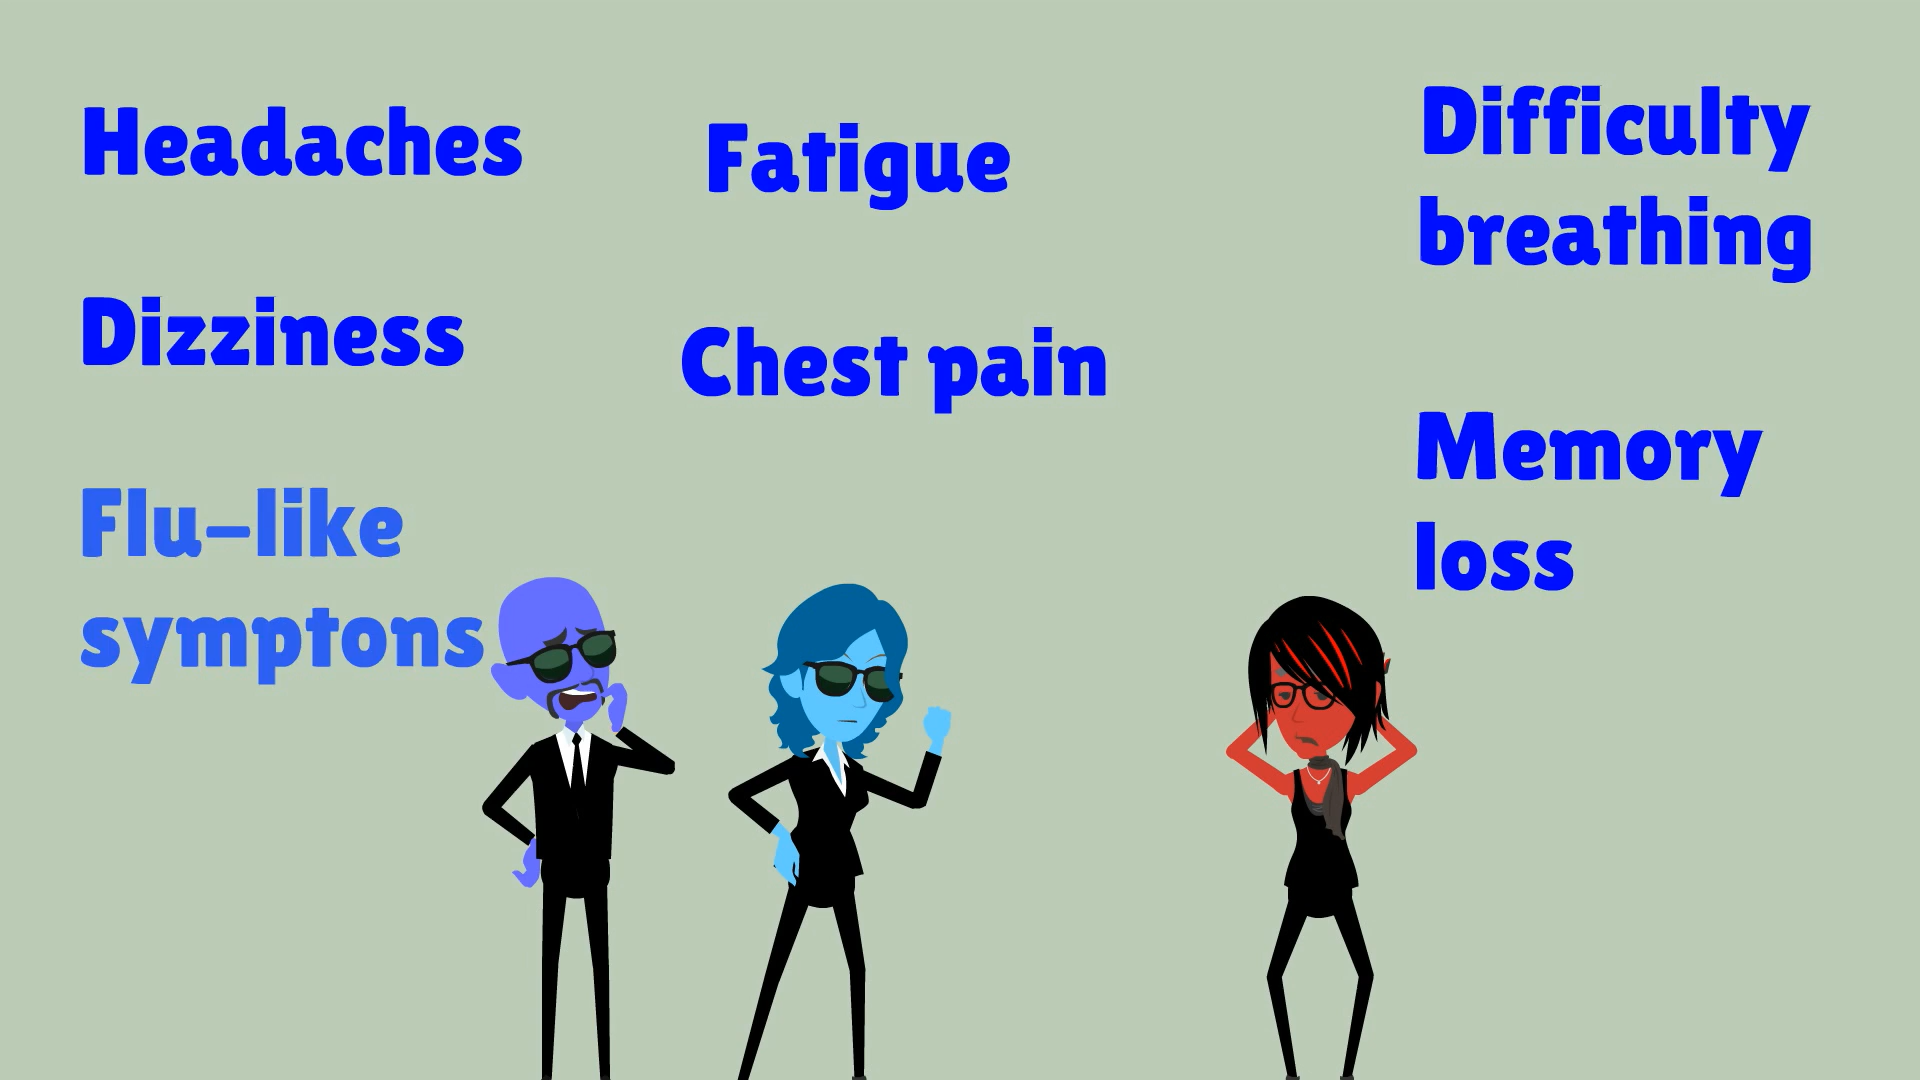 Headaches
Dizziness
Flu-like
symptons
Fatigue
Chest pain
Difficulty
breathing
Memory
loss